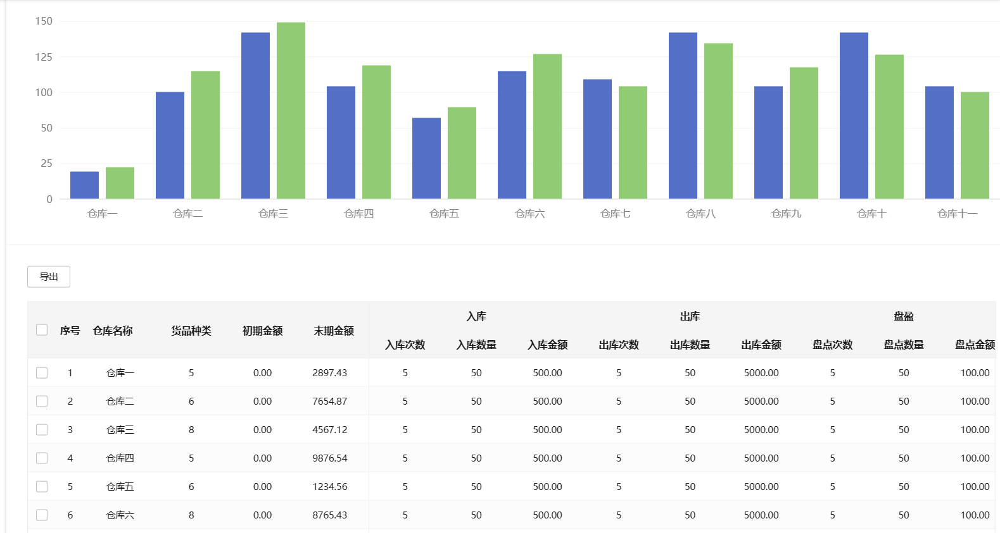 150
125
100
50
25
0
仓库一 仓库二 仓库三 仓库四 仓库五 仓库六 仓库七 仓库八 仓库九 仓库十 仓库十一
导出
入库 出库 盘盈
序号 仓库名称 货品种类 初期金额 末期金额
入库次数 入库数量 入库金额 出库次数 出库数量 出库金额 盘点次数 盘点数量 盘点金额
1 仓库一 5 0.00 2897.43 5 50 500.00 5 50 5000.00 5 50 100.00
2 仓库二 6 0.00 7654.87 5 50 500.00 5 50 5000.00 5 50 100.00
3 仓库三 8 0.00 4567.12 5 50 500.00 5 50 5000.00 5 50 100.00
4 仓库四 5 0.00 9876.54 5 50 500.00 5 50 5000.00 5 50 100.00
5 仓库五 6 0.00 1234.56 5 50 500.00 5 50 5000.00 5 50 100.00
6 仓库六 8 0.00 8765.43 5 50 500.00 5 50 5000.00 5 50 100.00